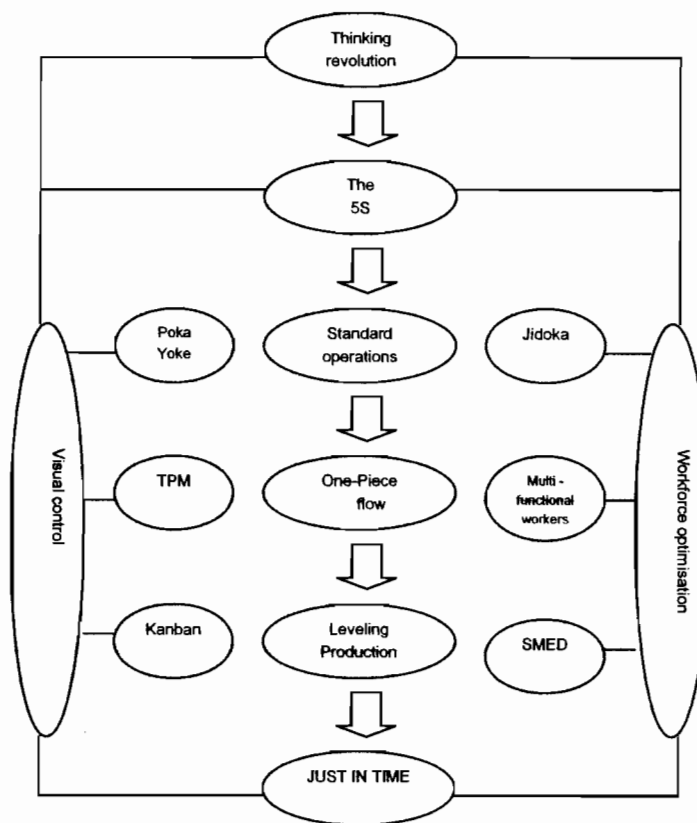 Thinking
revolution
The
5S
Poka
Yoke
Standard
operations
Jidoka
Visual control
TPM
One-Piece
flow
Multi -
functional
workers
Workforce optimisation
Kanban
Leveling
Production
SMED
JUST IN TIME